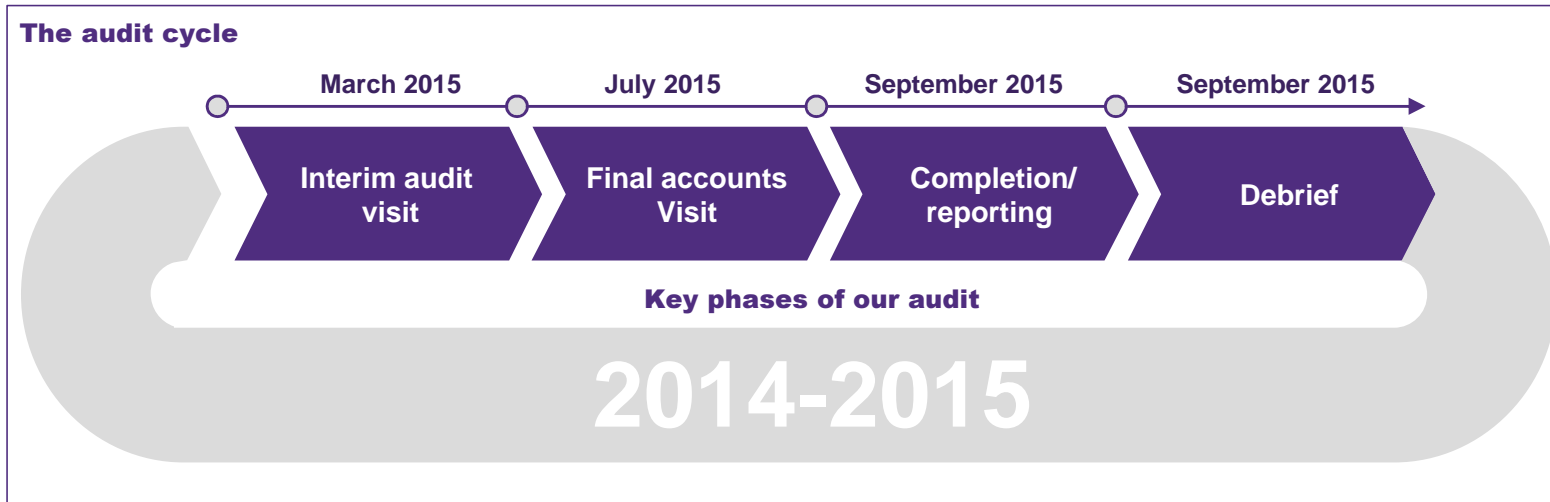 The audit cycle
March 2015
July 2015
September 2015
September 2015
Interim audit
visit
Final accounts
Visit
Completion/
reporting
Debrief
Key phases of our audit
2014-2015